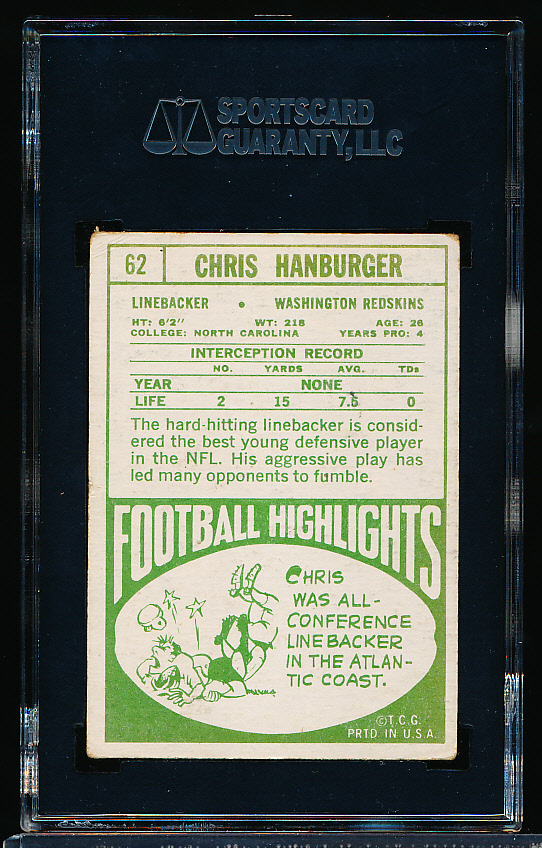 SPORTSCARD
GUARANTY, LLC
62 CHRIS HANBURGER
LINEBACKER • WASHINGTON REDSKINS
HT: 6'2" WT: 218 AGE: 26
COLLEGE: NORTH CAROLINA YEARS PRO: 4
INTERCEPTION RECORD
NO. YARDS AVG. TDs
YEAR NONE
LIFE 2 15 7.5 0
The hard-hitting linebacker is consid-
ered the best young defensive player
in the NFL. His aggressive play has
led many opponents to fumble.
FOOTBALL HIGHLIGHTS
CHRIS
WAS ALL-
CONFERENCE
LINEBACKER
IN THE ATLAN-
TIC COAST.
©T.C.G.
PRTD IN U.S.A.